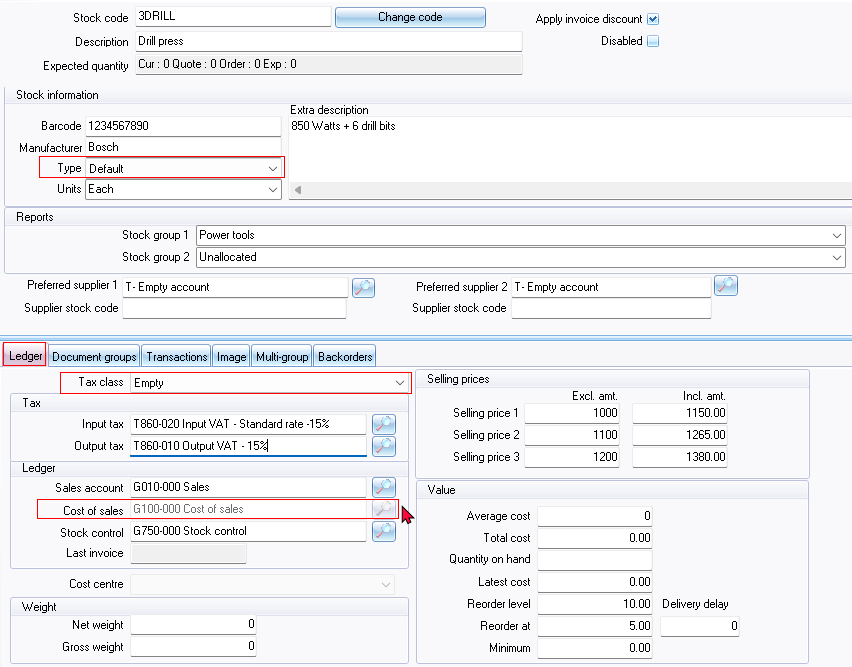 Stock code 3DRILL Change code Apply invoice discount
Description Drill press Disabled
Expected quantity Cur : 0 Quote : 0 Order : 0 Exp : 0
Stock information
Extra description
Barcode 1234567890 850 Watts + 6 drill bits
Manufacturer Bosch
Type Default
Units Each
Reports
Stock group 1 Power tools
Stock group 2 Unallocated
Preferred supplier 1 T- Empty account Preferred supplier 2 T- Empty account
Supplier stock code Supplier stock code
Ledger Document groups Transactions Image Multi-group Backorders
Tax class Empty
Tax
Input tax T860-020 Input VAT - Standard rate -15%
Output tax T860-010 Output VAT - 15%
Ledger
Sales account G010-000 Sales
Cost of sales G100-000 Cost of sales
Stock control G750-000 Stock control
Last invoice
Cost centre
Weight
Net weight 0
Gross weight 0
Selling prices
Excl. amt. Incl. amt.
Selling price 1 1000 1150.00
Selling price 2 1100 1265.00
Selling price 3 1200 1380.00
Value
Average cost 0
Total cost 0.00
Quantity on hand
Latest cost 0.00
Reorder level 10.00 Delivery delay
Reorder at 5.00 0
Minimum 0.00